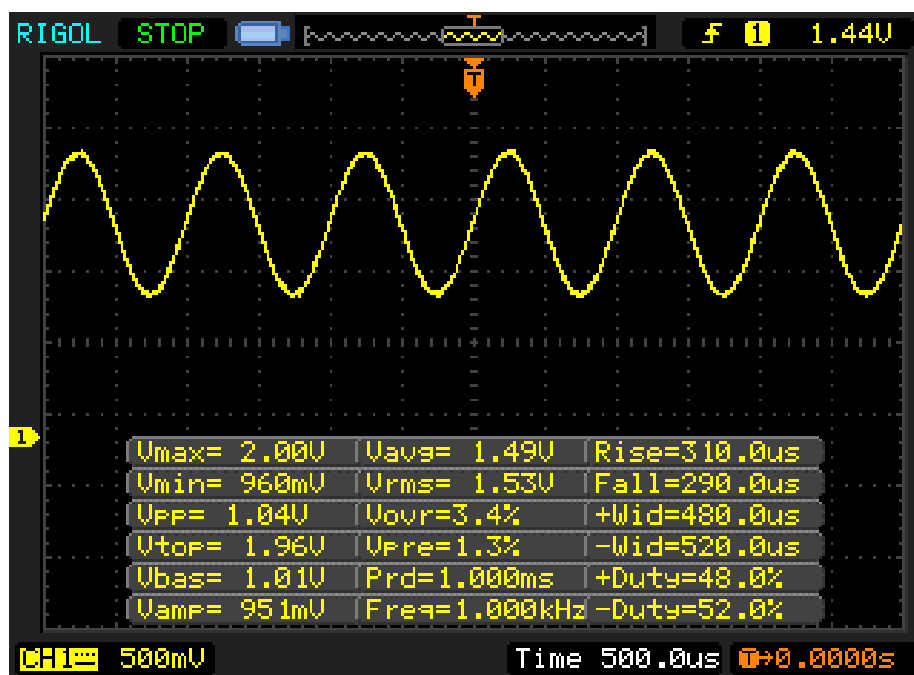 RIGOL STOP T ƒ 1 1.44V
T
1
Vmax= 2.00V Vavg= 1.49V Rise=310.0us
Vmin= 960mV Vrms= 1.53V Fall=290.0us
Vpp= 1.04V Vovr=3.4% +Wid=480.0us
Vtop= 1.96V Vpre=1.3% -Wid=520.0us
Vbas= 1.01V Prd=1.000ms +Duty=48.0%
Vamp= 951mV Freq=1.000kHz -Duty=52.0%
CH1 500mV Time 500.0us T→0.0000s